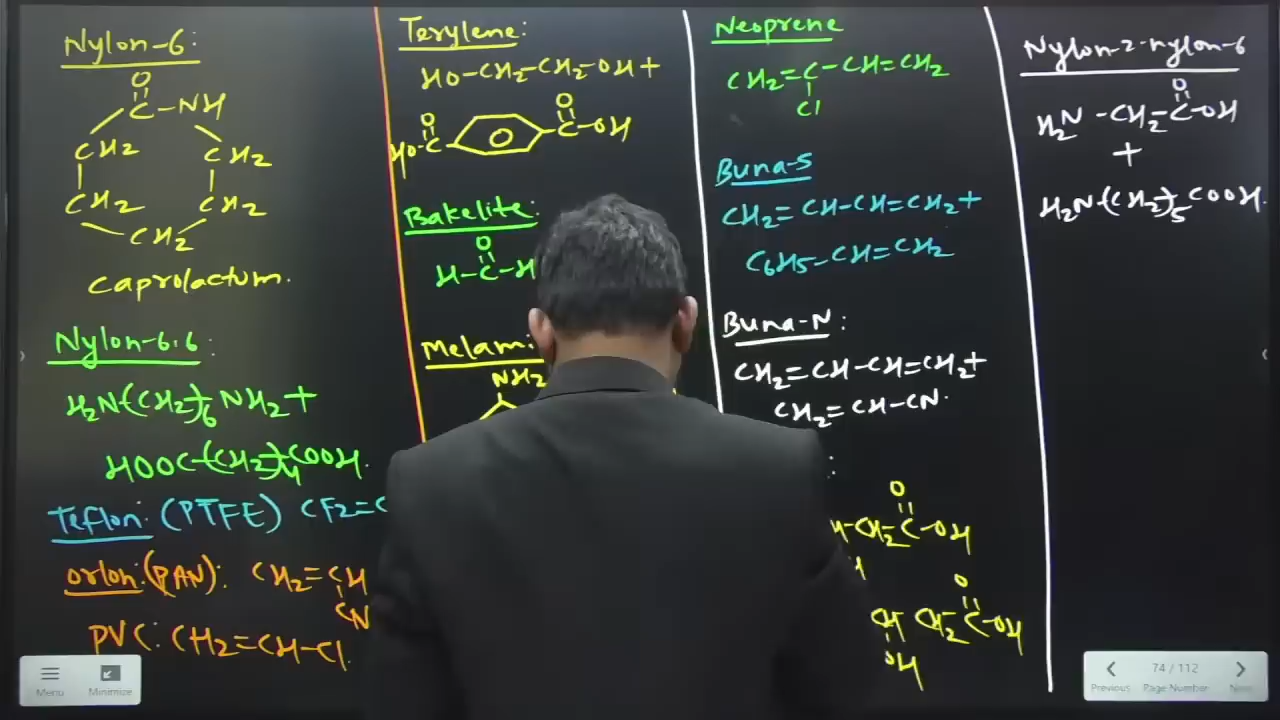 Nylon-6:
O
C-NH
CH2 CH2
CH2 CH2
CH2
Caprolactum.
Nylon-6.6:
H2N-(CH2)6 NH2+
HOOC-(CH2)4COOH.
Teflon: (PTFE) CF2=C
orlon:(PAN): CH2=CH
CN
PVC: CH2=CH-Cl.
Terylene:
HO-CH2-CH2-OH+
O O
HO-C C-OH
Bakelite:
O
H-C-H
Melami
NH2
Neoprene
CH2=C-CH=CH2
Cl
Buna-S
CH2=CH-CH=CH2+
C6H5-CH=CH2
Buna-N:
CH2=CH-CH=CH2+
CH2=CH-CN.
:
O
H-CH2-C-OH
H
O
CH CH2-C-OH
OH
Nylon-2-nylon-6
O
H2N-CH2-C-OH
+
H2N-(CH2)5COOH.
Menu Minimize
74 / 112
Previous Page Number Next